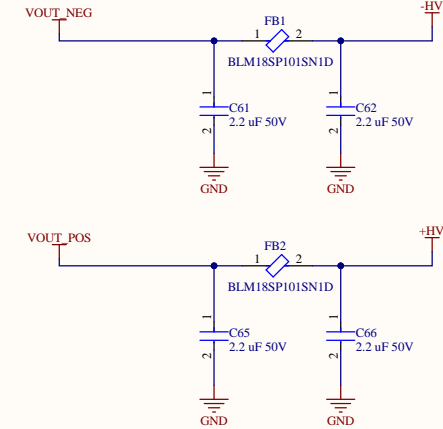 VOUT_NEG
FB1
-HV
1 2
BLM18SP101SN1D
1
C61
2.2 uF 50V
2
GND
1
C62
2.2 uF 50V
2
GND
VOUT_POS
FB2
+HV
1 2
BLM18SP101SN1D
1
C65
2.2 uF 50V
2
GND
1
C66
2.2 uF 50V
2
GND